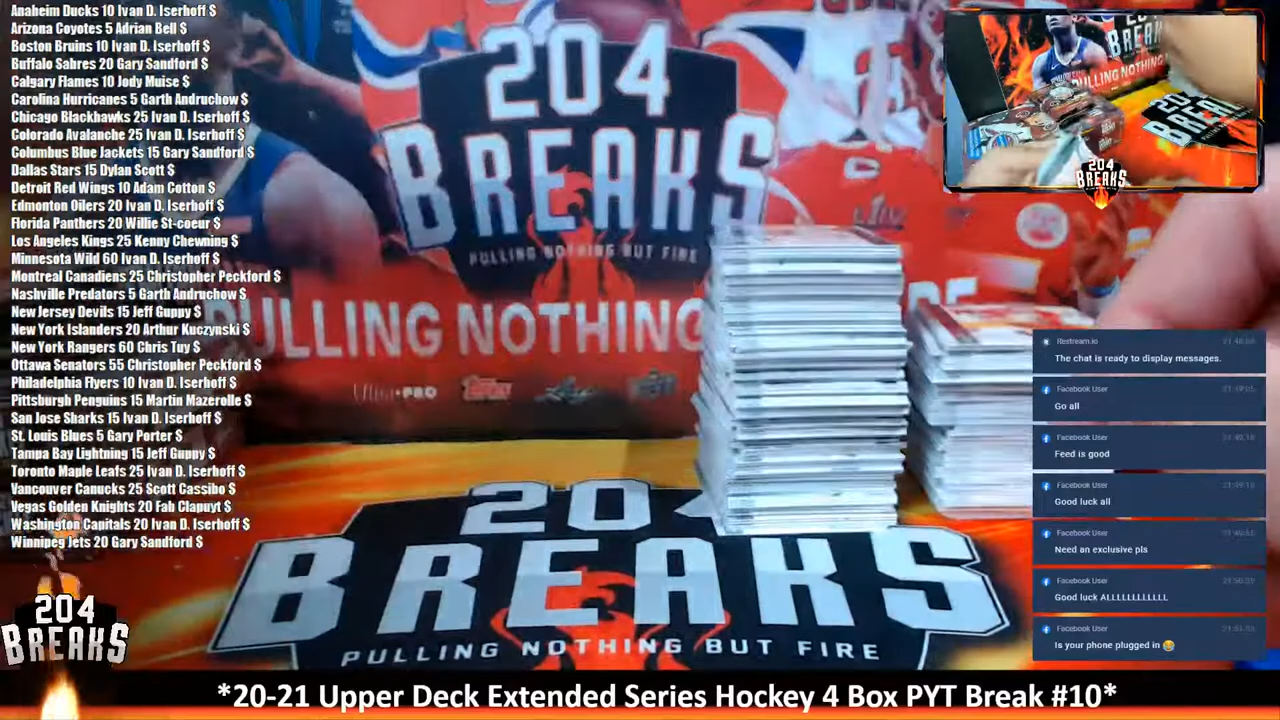 Anaheim Ducks 10 Ivan D. Iserhoff $
Arizona Coyotes 5 Adrian Bell $
Boston Bruins 10 Ivan D. Iserhoff $
Buffalo Sabres 20 Gary Sandford $
Calgary Flames 10 Jody Muise $
Carolina Hurricanes 5 Garth Andruchow $
Chicago Blackhawks 25 Ivan D. Iserhoff $
Colorado Avalanche 25 Ivan D. Iserhoff $
Columbus Blue Jackets 15 Gary Sandford $
Dallas Stars 15 Dylan Scott $
Detroit Red Wings 10 Adam Cotton $
Edmonton Oilers 20 Ivan D. Iserhoff $
Florida Panthers 20 Willie St-coeur $
Los Angeles Kings 25 Kenny Chewning $
Minnesota Wild 60 Ivan D. Iserhoff $
Montreal Canadiens 25 Christopher Peckford $
Nashville Predators 5 Garth Andruchow $
New Jersey Devils 15 Jeff Guppy $
New York Islanders 20 Arthur Kuczynski $
New York Rangers 60 Chris Tuy $
Ottawa Senators 55 Christopher Peckford $
Philadelphia Flyers 10 Ivan D. Iserhoff $
Pittsburgh Penguins 15 Martin Mazerolle $
San Jose Sharks 15 Ivan D. Iserhoff $
St. Louis Blues 5 Gary Porter $
Tampa Bay Lightning 15 Jeff Guppy $
Toronto Maple Leafs 25 Ivan D. Iserhoff $
Vancouver Canucks 25 Scott Cassibo $
Vegas Golden Knights 20 Fab Clapuyt $
Washington Capitals 20 Ivan D. Iserhoff $
Winnipeg Jets 20 Gary Sandford $
204
BREAKS
204
BREAKS
PULLING NOTHING BUT FIRE
PULLING NOTHING
Ultra PRO
Topps
Leaf
LIV
BREAK
PULLING NOTHING
204
BREAKS
Restream.io
The chat is ready to display messages.
Facebook User
Go all
Facebook User
Feed is good
Facebook User
Good luck all
Facebook User
Need an exclusive pls
Facebook User
Good luck ALLLLLLLLLLL
Facebook User
Is your phone plugged in 😂
204
BREAKS
PULLING NOTHING BUT FIRE
*20-21 Upper Deck Extended Series Hockey 4 Box PYT Break #10*